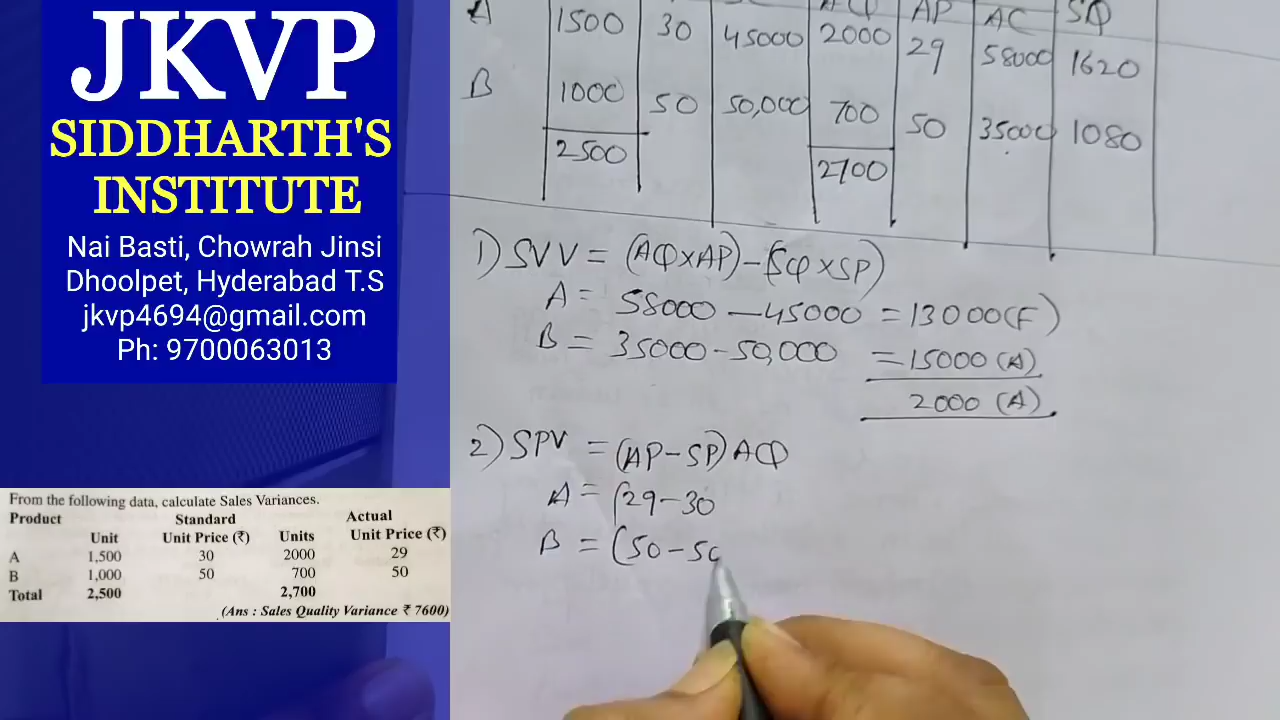 JKVP
SIDDHARTH'S
INSTITUTE
Nai Basti, Chowrah Jinsi
Dhoolpet, Hyderabad T.S
jkvp4694@gmail.com
Ph: 9700063013
From the following data, calculate Sales Variances.
Product Standard Actual
Unit Unit Price (₹) Units Unit Price (₹)
A 1,500 30 2000 29
B 1,000 50 700 50
Total 2,500 2,700
(Ans : Sales Quality Variance ₹ 7600)
AP AC SQ
A 1500 30 45000 2000 29 58000 1620
B 1000 50 50,000 700 50 35000 1080
2500 2700
1) SVV = (AQ×AP)-(SQ×SP)
A = 58000 - 45000 = 13000(F)
B = 35000 - 50,000 = 15000 (A)
2000 (A)
2) SPV = (AP-SP)AQ
A = (29-30
B = (50-50